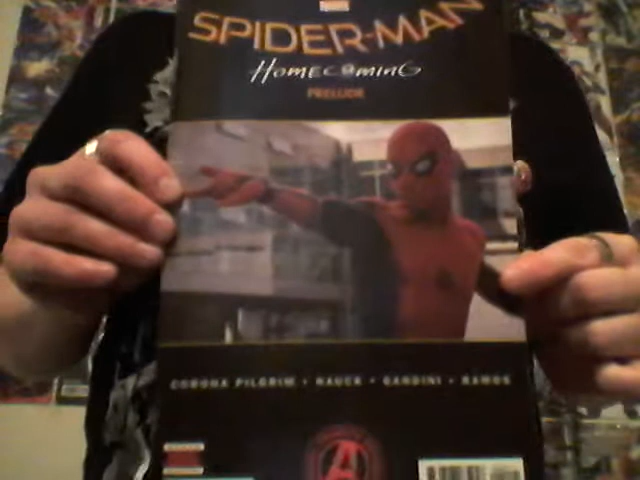 SPIDER-MAN
HOMECOMING
PRELUDE
CORONA PILGRIM • HAUCK • GANDINI • RAMOS